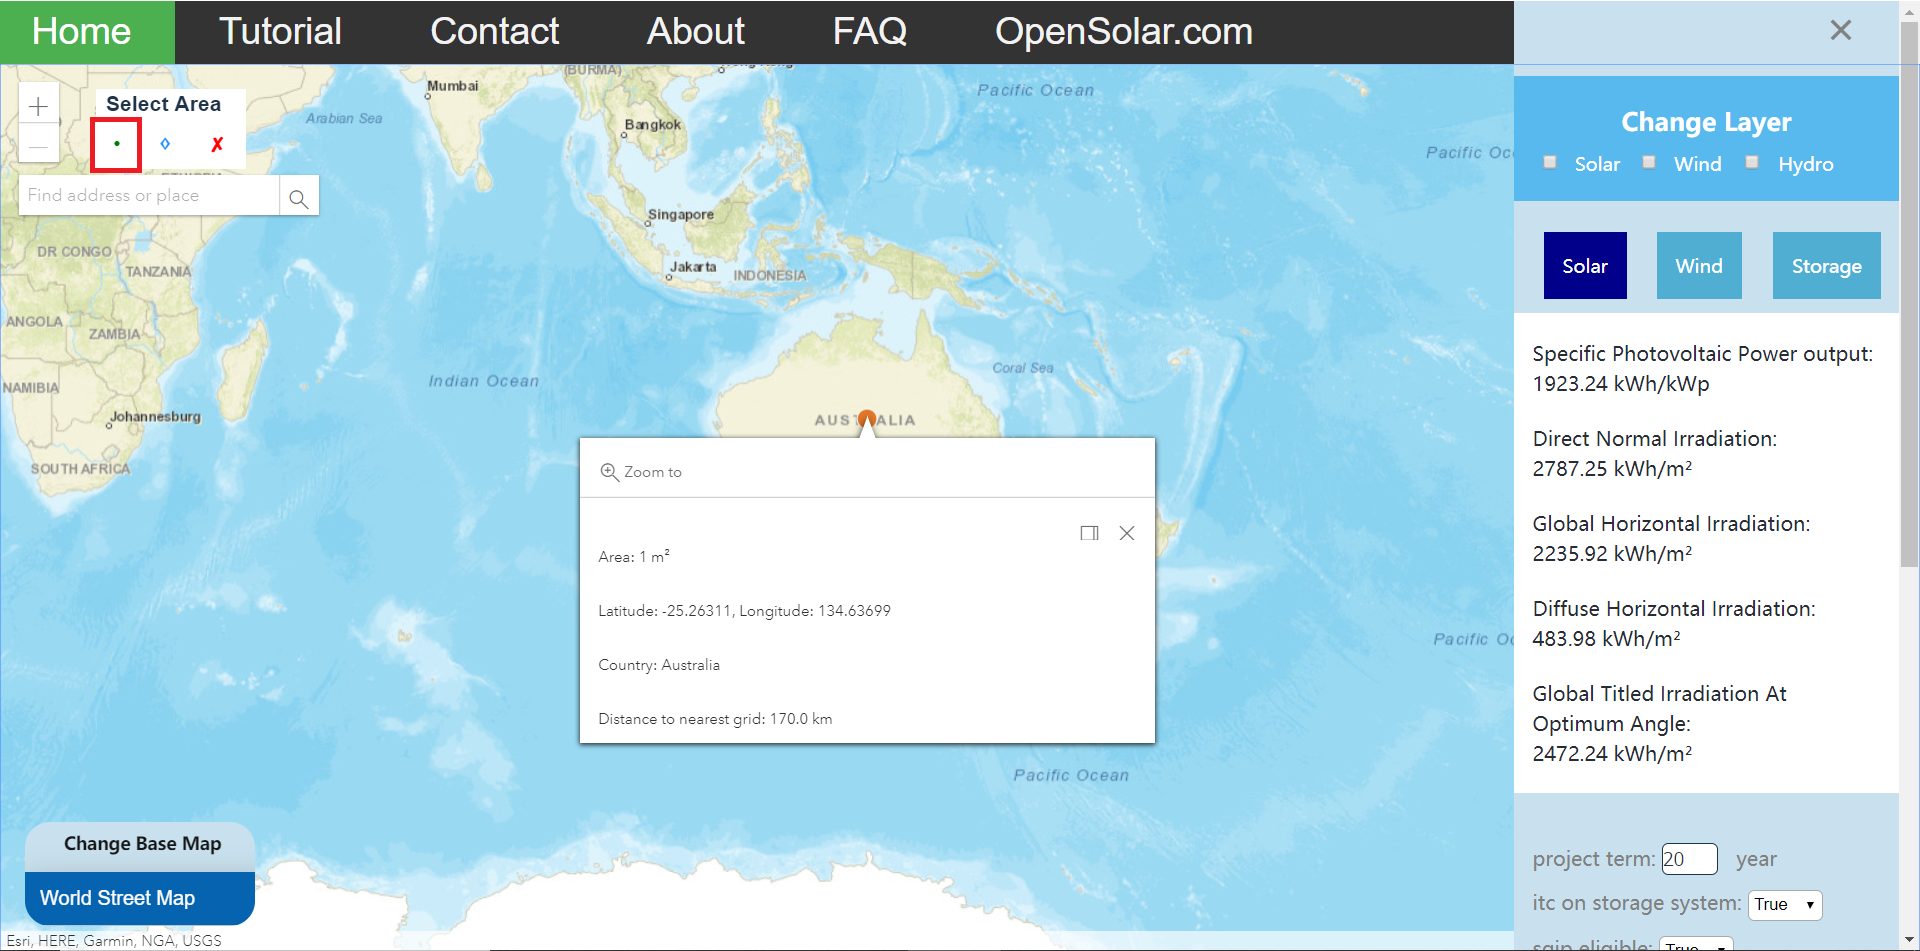 Home Tutorial Contact About FAQ OpenSolar.com
Select Area
Find address or place
(BURMA)
Mumbai
Arabian Sea
Bangkok
Pacific Ocean
Singapore
DR CONGO
TANZANIA
Jakarta
INDONESIA
ANGOLA
ZAMBIA
Coral Sea
Indian Ocean
NAMIBIA
Johannesburg
AUS ALIA
SOUTH AFRICA
Zoom to
Area: 1 m²
Latitude: -25.26311, Longitude: 134.63699
Country: Australia
Distance to nearest grid: 170.0 km
Pacific
Pacific
Pacific Ocean
Change Base Map
World Street Map
Esri, HERE, Garmin, NGA, USGS
Change Layer
Solar Wind Hydro
Solar Wind Storage
Specific Photovoltaic Power output:
1923.24 kWh/kWp
Direct Normal Irradiation:
2787.25 kWh/m²
Global Horizontal Irradiation:
2235.92 kWh/m²
Diffuse Horizontal Irradiation:
483.98 kWh/m²
Global Titled Irradiation At
Optimum Angle:
2472.24 kWh/m²
project term: 20 year
itc on storage system: True
sgip eligible: True